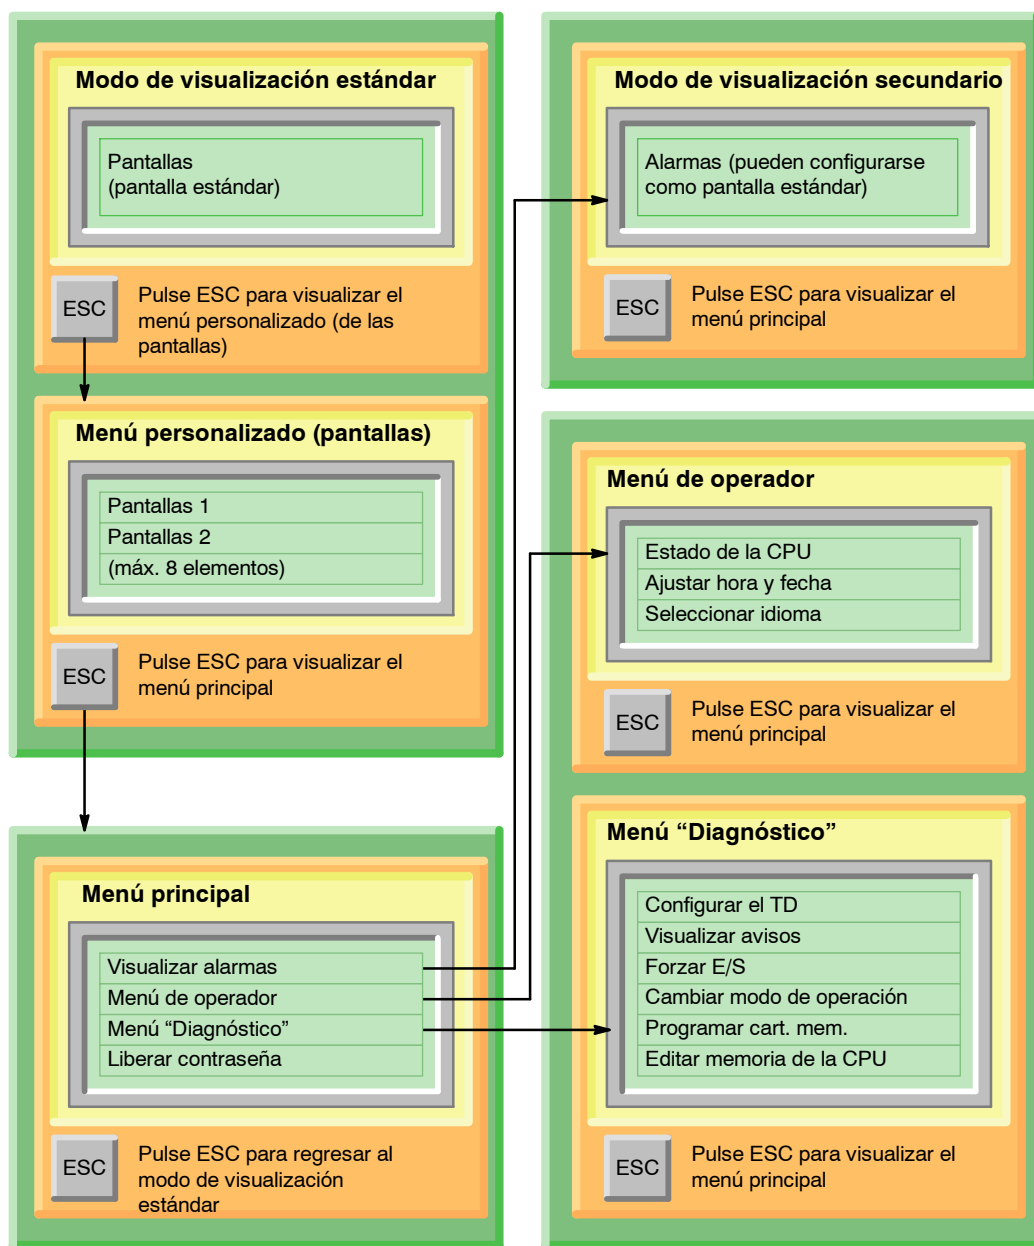 Modo de visualización estándar
Pantallas
(pantalla estándar)
ESC
Pulse ESC para visualizar el
menú personalizado (de las
pantallas)
Menú personalizado (pantallas)
Pantallas 1
Pantallas 2
(máx. 8 elementos)
ESC
Pulse ESC para visualizar el
menú principal
Menú principal
Visualizar alarmas
Menú de operador
Menú “Diagnóstico”
Liberar contraseña
ESC
Pulse ESC para regresar al
modo de visualización
estándar
Modo de visualización secundario
Alarmas (pueden configurarse
como pantalla estándar)
ESC
Pulse ESC para visualizar el
menú principal
Menú de operador
Estado de la CPU
Ajustar hora y fecha
Seleccionar idioma
ESC
Pulse ESC para visualizar el
menú principal
Menú “Diagnóstico”
Configurar el TD
Visualizar avisos
Forzar E/S
Cambiar modo de operación
Programar cart. mem.
Editar memoria de la CPU
ESC
Pulse ESC para visualizar el
menú principal